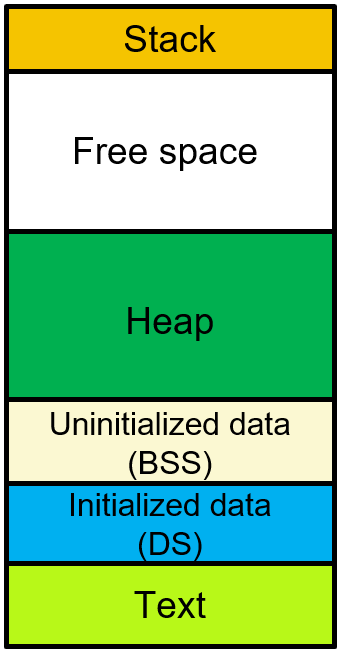 Stack
Free space
Heap
Uninitialized data
(BSS)
Initialized data
(DS)
Text